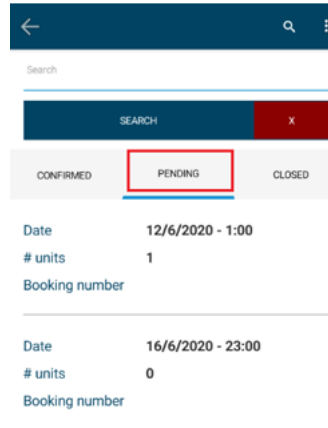 Search
SEARCH X
CONFIRMED PENDING CLOSED
Date 12/6/2020 - 1:00
# units 1
Booking number
Date 16/6/2020 - 23:00
# units 0
Booking number